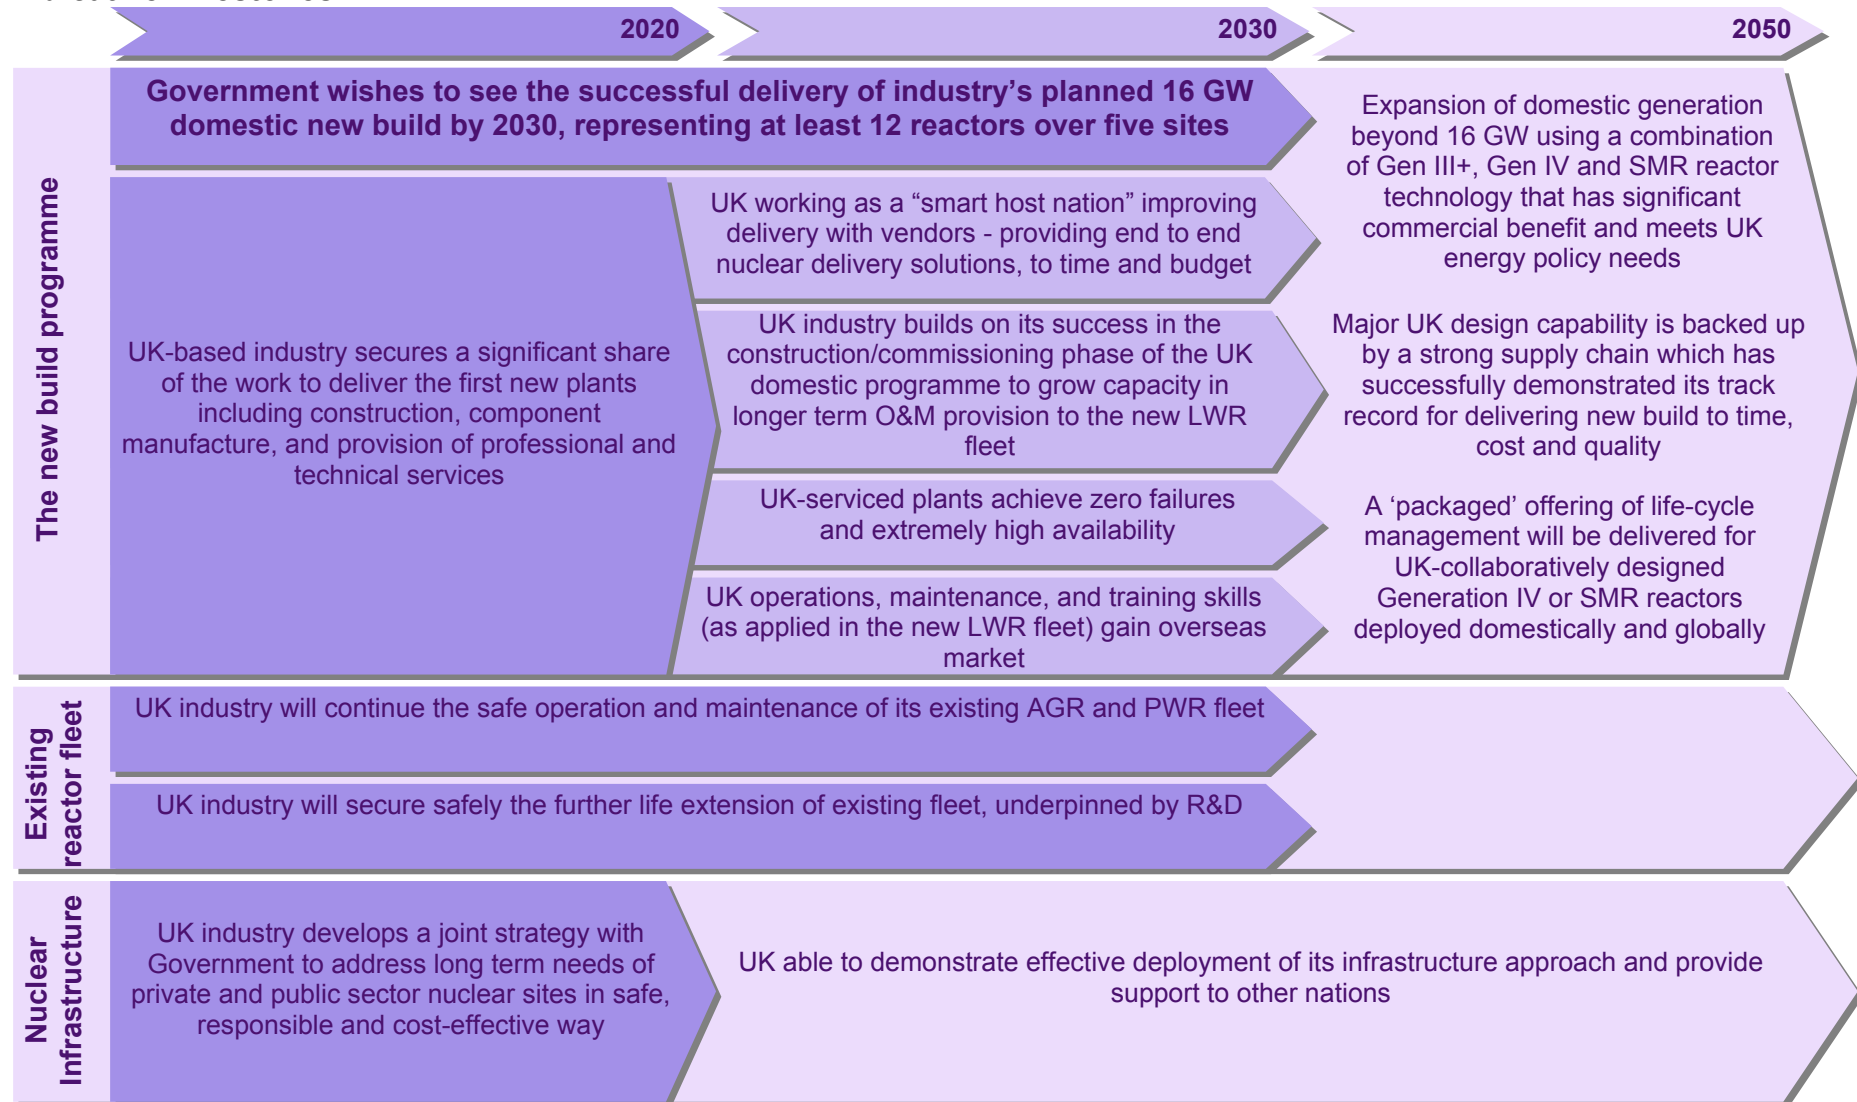 2020
2030
2050
The new build programme
Government wishes to see the successful delivery of industry's planned 16 GW
domestic new build by 2030, representing at least 12 reactors over five sites
UK-based industry secures a significant share
of the work to deliver the first new plants
including construction, component
manufacture, and provision of professional and
technical services
UK working as a “smart host nation” improving
delivery with vendors - providing end to end
nuclear delivery solutions, to time and budget
UK industry builds on its success in the
construction/commissioning phase of the UK
domestic programme to grow capacity in
longer term O&M provision to the new LWR
fleet
UK-serviced plants achieve zero failures
and extremely high availability
UK operations, maintenance, and training skills
(as applied in the new LWR fleet) gain overseas
market
Expansion of domestic generation
beyond 16 GW using a combination
of Gen III+, Gen IV and SMR reactor
technology that has significant
commercial benefit and meets UK
energy policy needs
Major UK design capability is backed up
by a strong supply chain which has
successfully demonstrated its track
record for delivering new build to time,
cost and quality
A ‘packaged’ offering of life-cycle
management will be delivered for
UK-collaboratively designed
Generation IV or SMR reactors
deployed domestically and globally
Existing
reactor fleet
UK industry will continue the safe operation and maintenance of its existing AGR and PWR fleet
UK industry will secure safely the further life extension of existing fleet, underpinned by R&D
Nuclear
Infrastructure
UK industry develops a joint strategy with
Government to address long term needs of
private and public sector nuclear sites in safe,
responsible and cost-effective way
UK able to demonstrate effective deployment of its infrastructure approach and provide
support to other nations